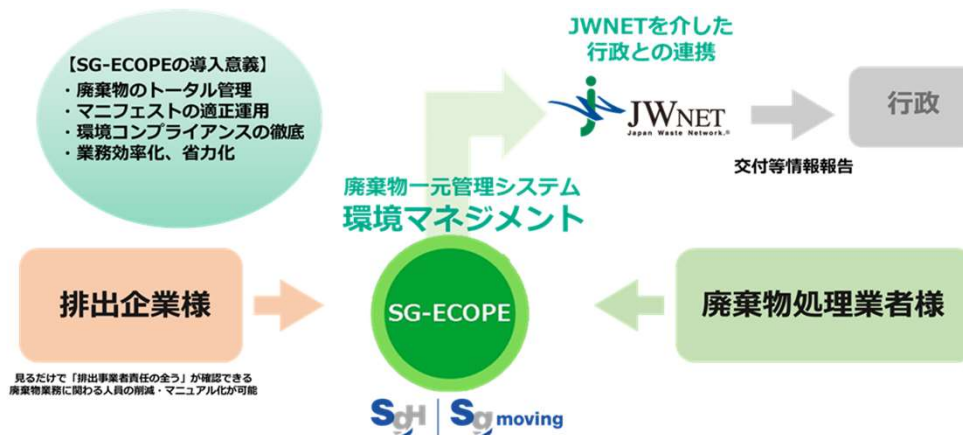 【SG-ECOPEの導入意義】
・廃棄物のトータル管理
・マニフェストの適正運用
・環境コンプライアンスの徹底
・業務効率化、省力化
JWNETを介した
行政との連携
JWNET
Japan Waste Network.®
行政
交付等情報報告
廃棄物一元管理システム
環境マネジメント
排出企業様
SG-ECOPE
廃棄物処理業者様
見るだけで「排出事業者責任の全う」が確認できる
廃棄物業務に関わる人員の削減・マニュアル化が可能
SGH
Sg moving